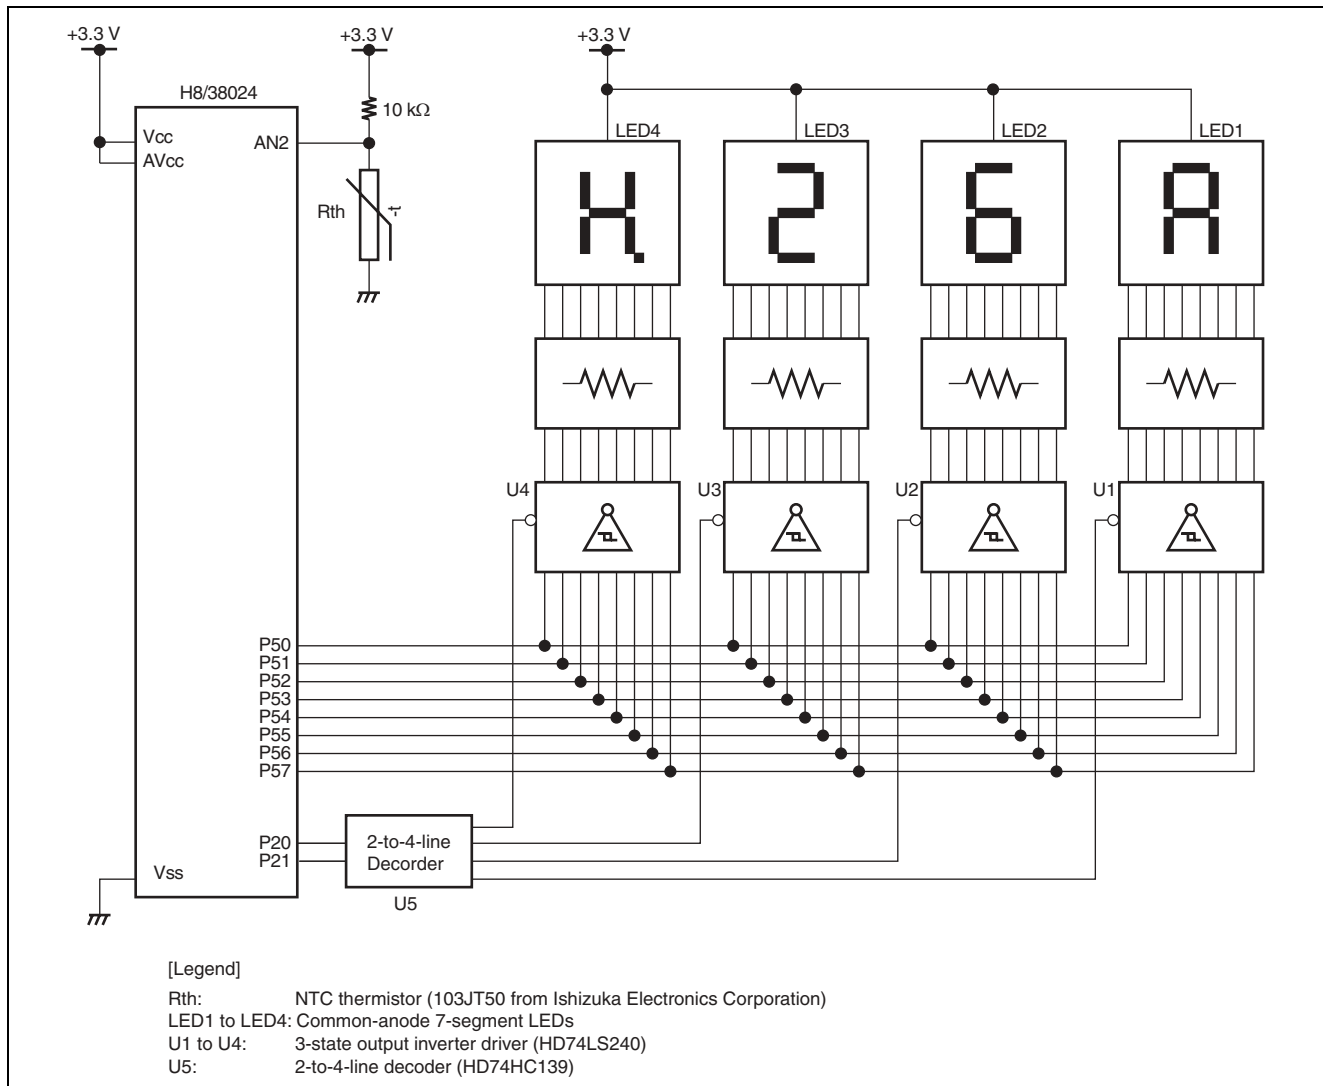 +3.3 V
+3.3 V
+3.3 V
H8/38024
10 kΩ
Vcc
AVcc
AN2
LED4
LED3
LED2
LED1
Rth
-t
H.
2
6
A
U4
U3
U2
U1
P50
P51
P52
P53
P54
P55
P56
P57
P20
P21
2-to-4-line
Decorder
Vss
U5
[Legend]
Rth: NTC thermistor (103JT50 from Ishizuka Electronics Corporation)
LED1 to LED4: Common-anode 7-segment LEDs
U1 to U4: 3-state output inverter driver (HD74LS240)
U5: 2-to-4-line decoder (HD74HC139)